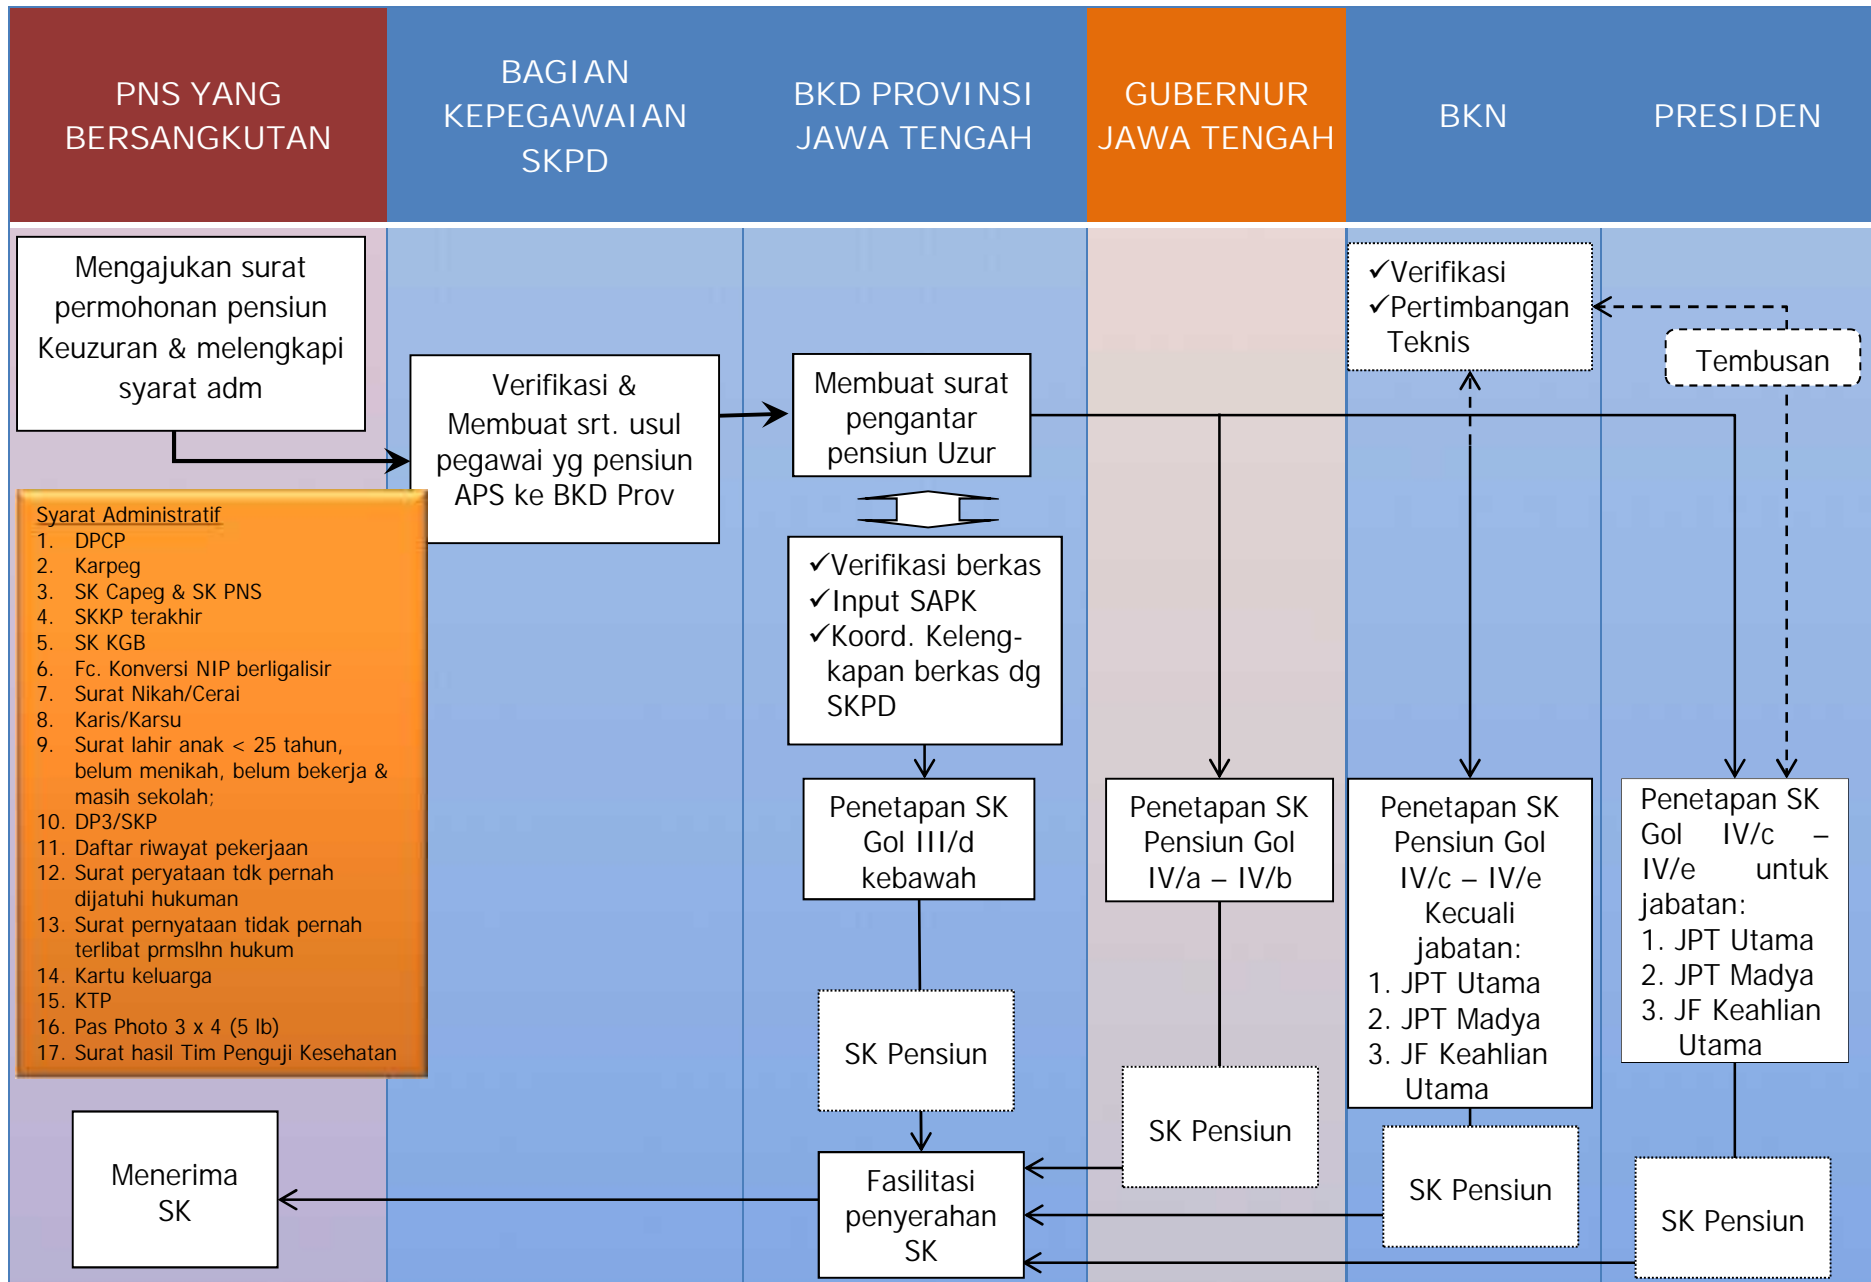 PNS YANG
BERSANGKUTAN
BAGIAN
KEPEGAWAIAN
SKPD
BKD PROVINSI
JAWA TENGAH
GUBERNUR
JAWA TENGAH
BKN
PRESIDEN
Mengajukan surat
permohonan pensiun
Keuzuran & melengkapi
syarat adm
Syarat Administratif
1. DPCP
2. Karpeg
3. SK Capeg & SK PNS
4. SKKP terakhir
5. SK KGB
6. Fc. Konversi NIP berligalisir
7. Surat Nikah/Cerai
8. Karis/Karsu
9. Surat lahir anak < 25 tahun,
belum menikah, belum bekerja &
masih sekolah;
10. DP3/SKP
11. Daftar riwayat pekerjaan
12. Surat peryataan tdk pernah
dijatuhi hukuman
13. Surat pernyataan tidak pernah
terlibat prmslhn hukum
14. Kartu keluarga
15. KTP
16. Pas Photo 3 x 4 (5 lb)
17. Surat hasil Tim Penguji Kesehatan
Menerima
SK
Verifikasi &
Membuat srt. usul
pegawai yg pensiun
APS ke BKD Prov
Membuat surat
pengantar
pensiun Uzur
✓Verifikasi berkas
✓Input SAPK
✓Koord. Keleng-
kapan berkas dg
SKPD
Penetapan SK
Gol III/d
kebawah
SK Pensiun
Fasilitasi
penyerahan
SK
Penetapan SK
Pensiun Gol
IV/a – IV/b
SK Pensiun
✓Verifikasi
✓Pertimbangan
Teknis
Penetapan SK
Pensiun Gol
IV/c – IV/e
Kecuali
jabatan:
1. JPT Utama
2. JPT Madya
3. JF Keahlian
Utama
SK Pensiun
Tembusan
Penetapan SK
Gol IV/c –
IV/e untuk
jabatan:
1. JPT Utama
2. JPT Madya
3. JF Keahlian
Utama
SK Pensiun